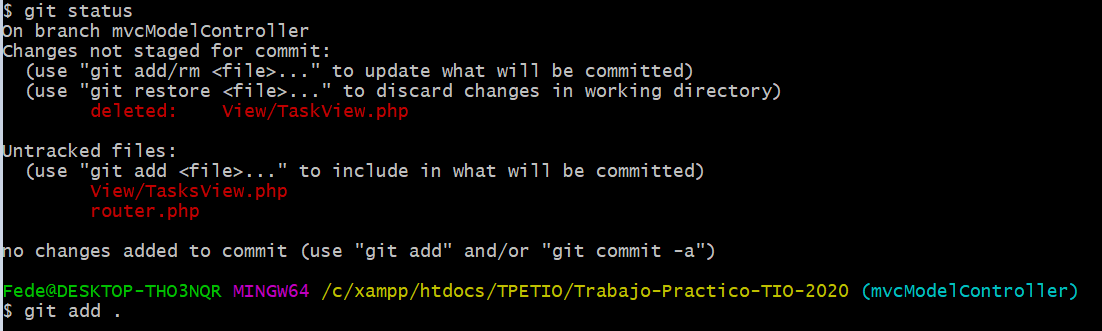 $ git status
On branch mvcModelController
Changes not staged for commit:
  (use "git add/rm <file>..." to update what will be committed)
  (use "git restore <file>..." to discard changes in working directory)
        deleted:    View/TaskView.php

Untracked files:
  (use "git add <file>..." to include in what will be committed)
        View/TasksView.php
        router.php

no changes added to commit (use "git add" and/or "git commit -a")

Fede@DESKTOP-THO3NQR MINGW64 /c/xampp/htdocs/TPETIO/Trabajo-Practico-TIO-2020 (mvcModelController)
$ git add .